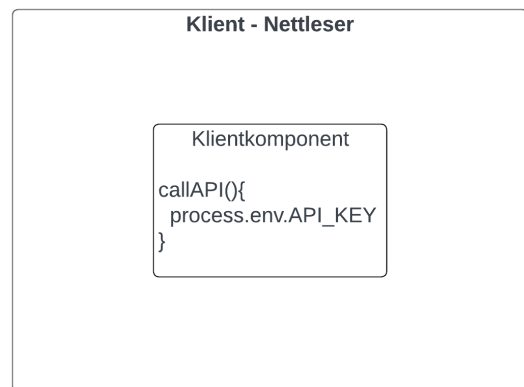 Klient - Nettleser
Klientkomponent
callAPI(){
  process.env.API_KEY
}